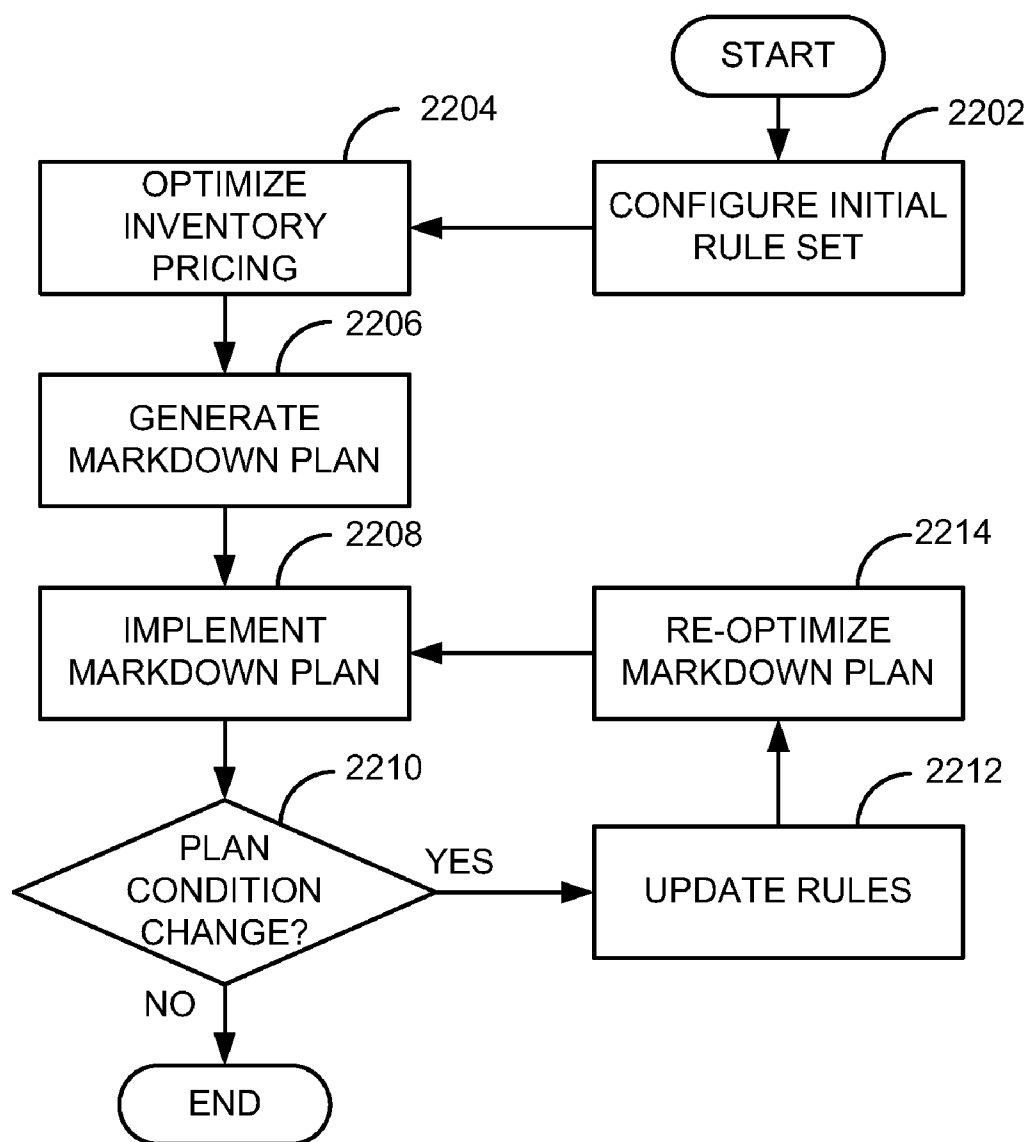 START
2202
CONFIGURE INITIAL
RULE SET
2204
OPTIMIZE
INVENTORY
PRICING
2206
GENERATE
MARKDOWN PLAN
2208
IMPLEMENT
MARKDOWN PLAN
2210
PLAN
CONDITION
CHANGE?
YES
2212
UPDATE RULES
2214
RE-OPTIMIZE
MARKDOWN PLAN
NO
END